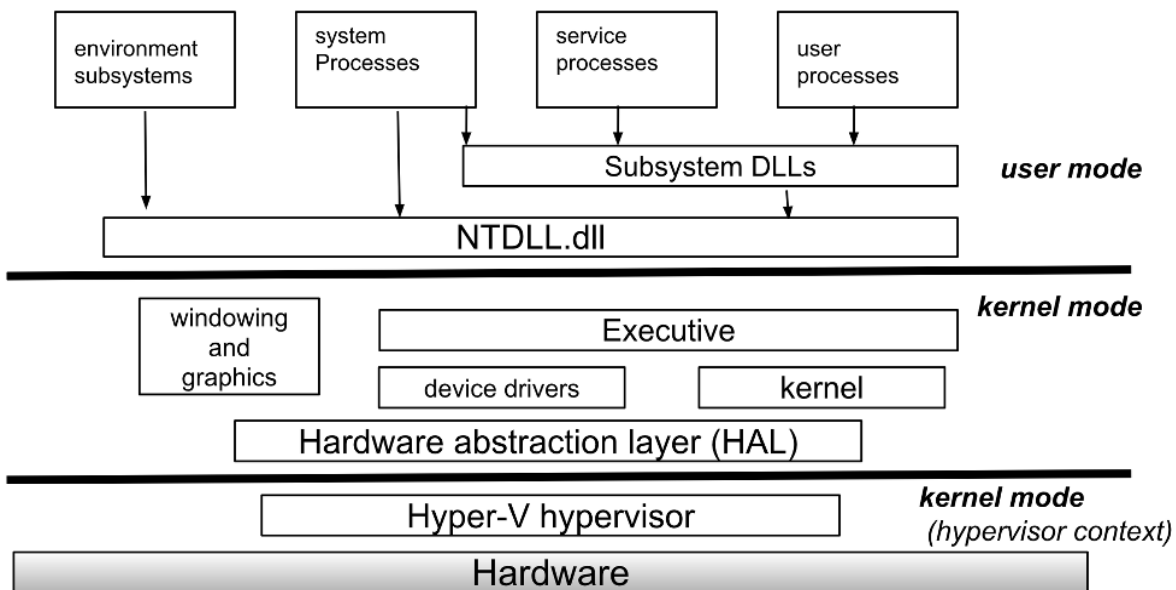 environment
subsystems
system
Processes
service
processes
user
processes
Subsystem DLLs
user mode
NTDLL.dll
kernel mode
windowing
and
graphics
Executive
device drivers
kernel
Hardware abstraction layer (HAL)
kernel mode
(hypervisor context)
Hyper-V hypervisor
Hardware